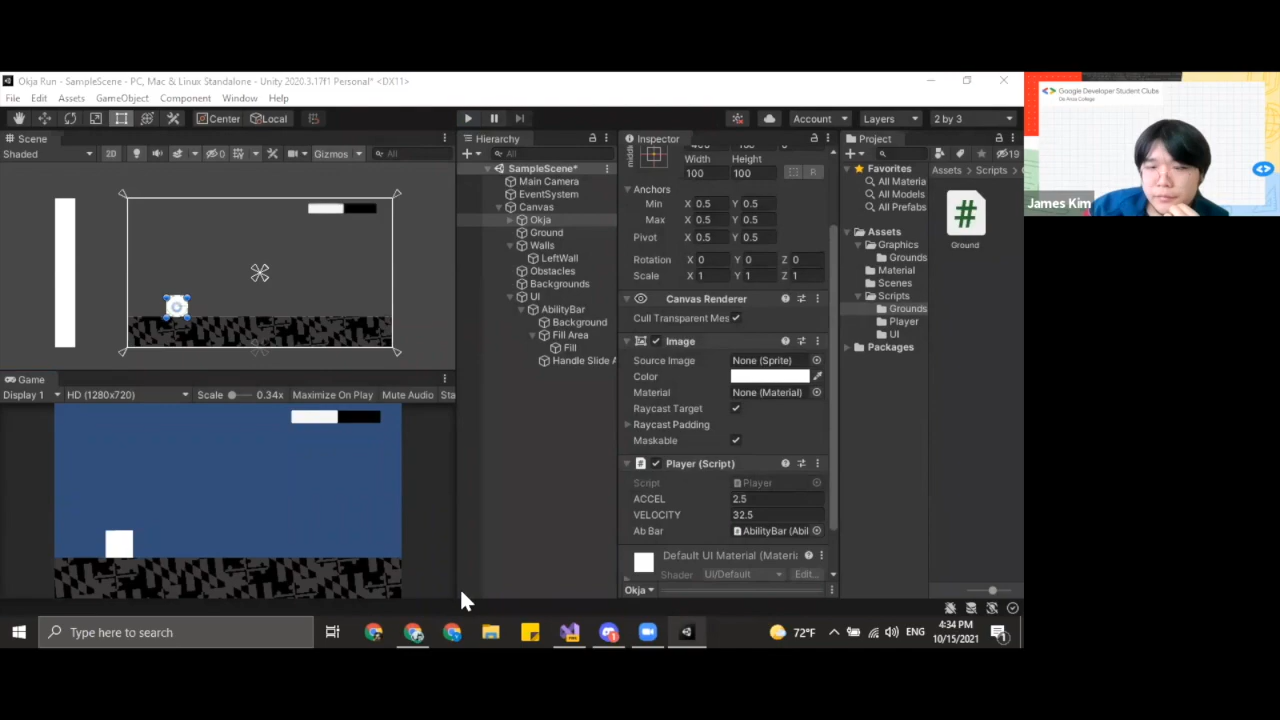 Okja Run - SampleScene - PC, Mac & Linux Standalone - Unity 2020.3.17f1 Personal* <DX11>
File Edit Assets GameObject Component Window Help
Center Local
Account Layers 2 by 3
Scene
Shaded 2D 0 Gizmos All
Hierarchy
All
SampleScene*
Main Camera
EventSystem
Canvas
Okja
Ground
Walls
LeftWall
Obstacles
Backgrounds
UI
AbilityBar
Background
Fill Area
Fill
Handle Slide A
Game
Display 1 HD (1280x720) Scale 0.34x Maximize On Play Mute Audio Sta
Inspector
middle
Width Height
100 100
Anchors
Min X 0.5 Y 0.5
Max X 0.5 Y 0.5
Pivot X 0.5 Y 0.5
Rotation X 0 Y 0 Z 0
Scale X 1 Y 1 Z 1
Canvas Renderer
Cull Transparent Mes
Image
Source Image None (Sprite)
Color
Material None (Material)
Raycast Target
Raycast Padding
Maskable
# Player (Script)
Script Player
ACCEL 2.5
VELOCITY 32.5
Ab Bar AbilityBar (Abil
Default UI Material (Materi
Shader UI/Default Edit...
Okja
Project
19
Favorites
All Materia
All Models
All Prefabs
Assets
Graphics
Grounds
Material
Scenes
Scripts
Grounds
Player
UI
Packages
Assets > Scripts >
#
Ground
Google Developer Student Clubs
De Anza College
James Kim
Type here to search
72°F ENG
4:34 PM
10/15/2021
1